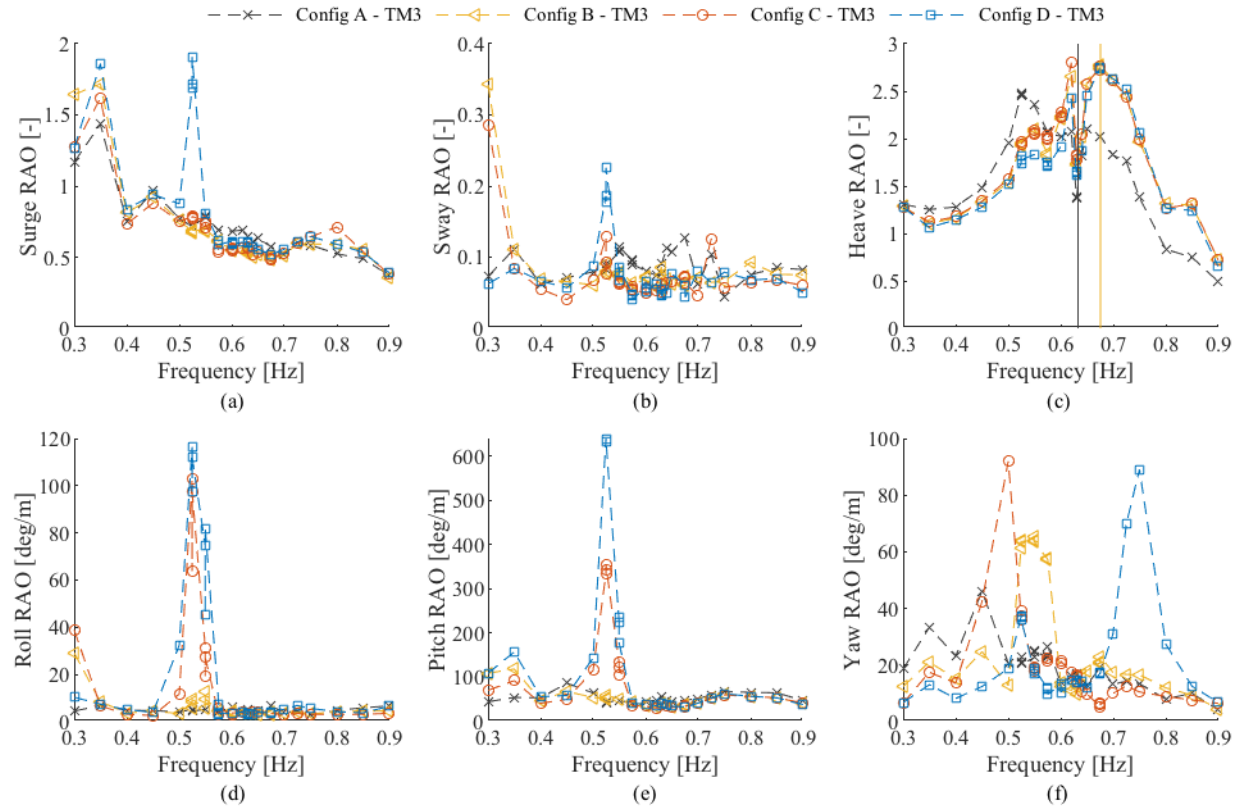 Config A - TM3 Config B - TM3 Config C - TM3 Config D - TM3
Surge RAO [-]
2
1.5
1
0.5
0
0.3 0.4 0.5 0.6 0.7 0.8 0.9
Frequency [Hz]
(a)
Sway RAO [-]
0.4
0.3
0.2
0.1
0
0.3 0.4 0.5 0.6 0.7 0.8 0.9
Frequency [Hz]
(b)
Heave RAO [-]
3
2.5
2
1.5
1
0.5
0
0.3 0.4 0.5 0.6 0.7 0.8 0.9
Frequency [Hz]
(c)
Roll RAO [deg/m]
120
100
80
60
40
20
0
0.3 0.4 0.5 0.6 0.7 0.8 0.9
Frequency [Hz]
(d)
Pitch RAO [deg/m]
600
500
400
300
200
100
0
0.3 0.4 0.5 0.6 0.7 0.8 0.9
Frequency [Hz]
(e)
Yaw RAO [deg/m]
100
80
60
40
20
0
0.3 0.4 0.5 0.6 0.7 0.8 0.9
Frequency [Hz]
(f)